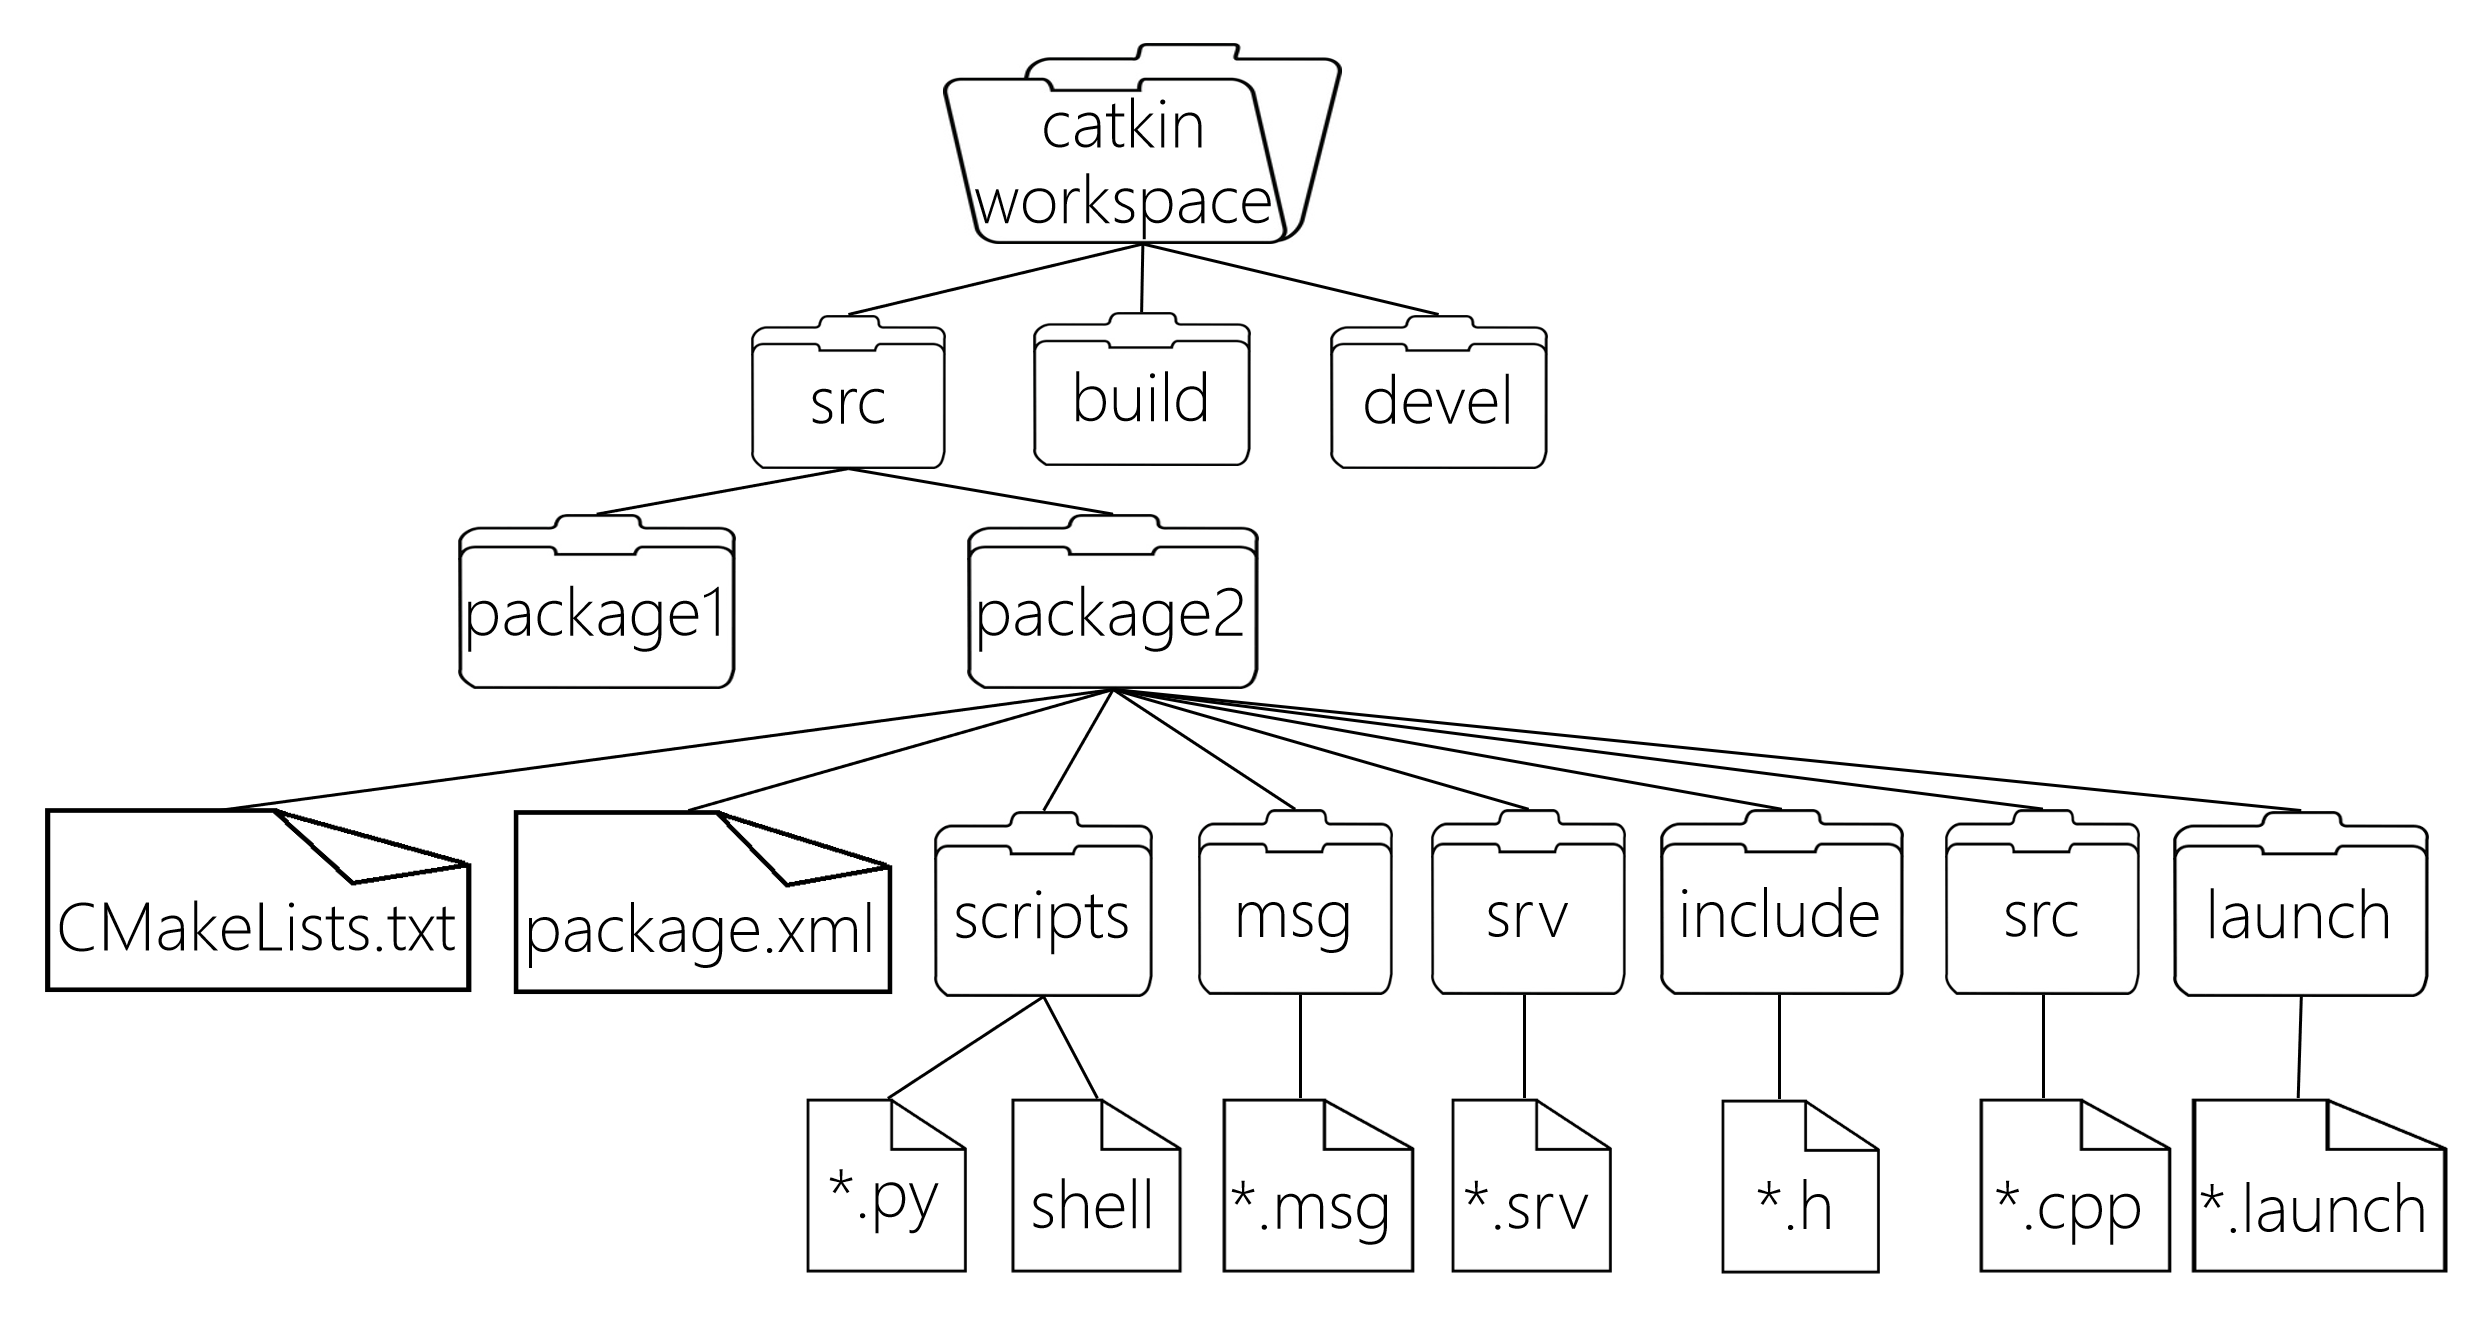 catkin
workspace
src
build
devel
package1
package2
CMakeLists.txt
package.xml
scripts
msg
srv
include
src
launch
*.py
shell
*.msg
*.srv
*.h
*.cpp
*.launch